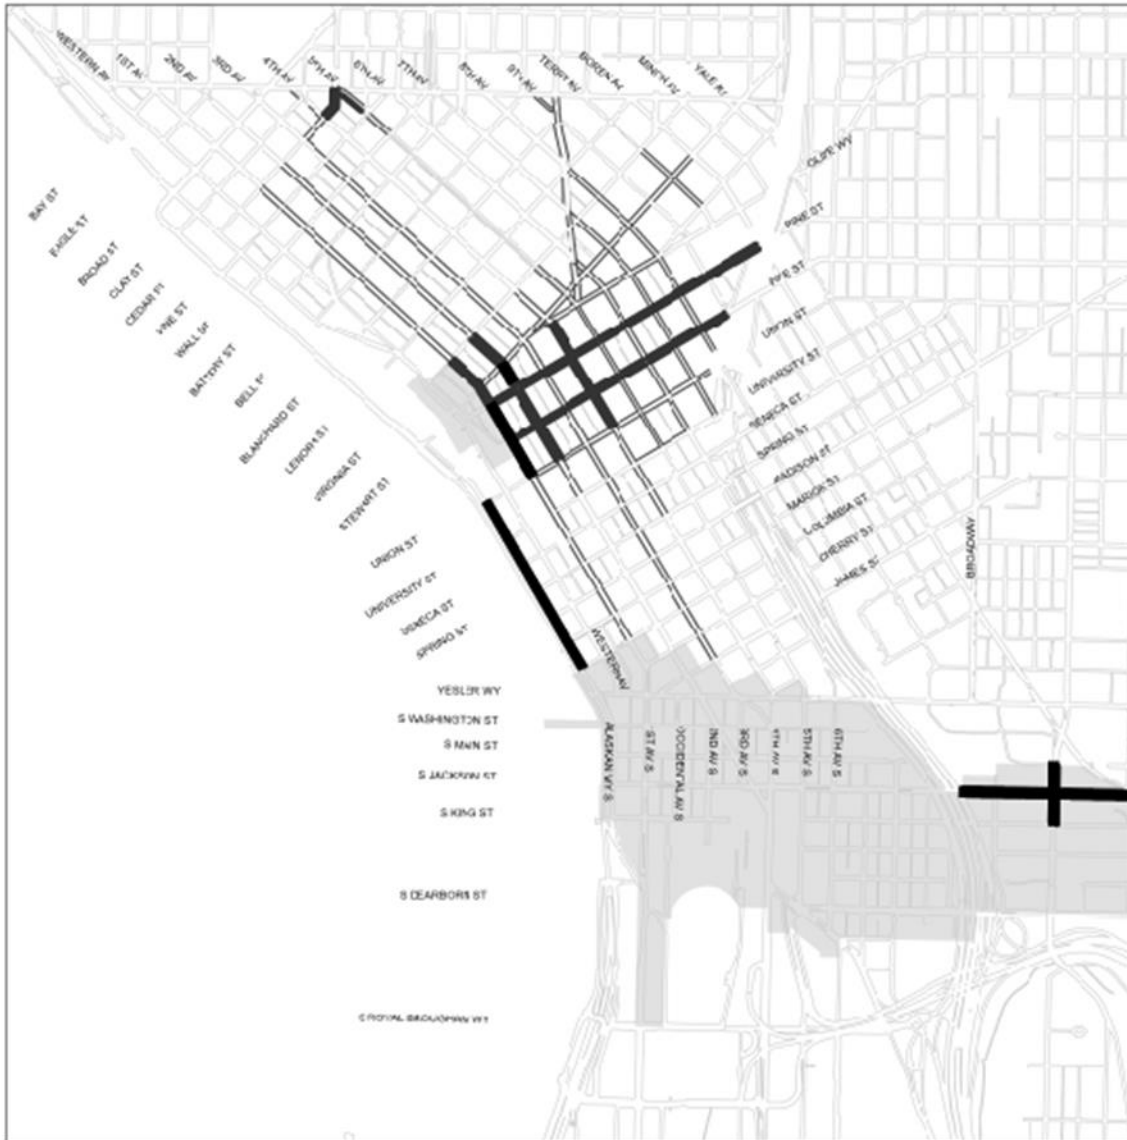 WESTERN AV
1ST AV
2ND AV
3RD AV
4TH AV
5TH AV
6TH AV
7TH AV
8TH AV
9TH AV
TERRY AV
BOREN AV
MINOR AV
YALE AV
OLIVE WY
PINE ST
PIKE ST
UNION ST
UNIVERSITY ST
SENECA ST
SPRING ST
MADISON ST
MARION ST
COLUMBIA ST
CHERRY ST
JAMES ST
BROADWAY
BAY ST
EAGLE ST
BROAD ST
CLAY ST
CEDAR ST
VINE ST
WALL ST
BATTERY ST
BELL ST
BLANCHARD ST
LENORA ST
VIRGINIA ST
STEWART ST
UNION ST
UNIVERSITY ST
SENECA ST
SPRING ST
WESTERN AV
YESLER WY
S WASHINGTON ST
S MAIN ST
S JACKSON ST
S KING ST
S DEARBORN ST
S ROYAL BROUGHAM WY
ALASKAN WY S
1ST AV S
OCCIDENTAL AV S
2ND AV S
3RD AV S
4TH AV S
5TH AV S
6TH AV S